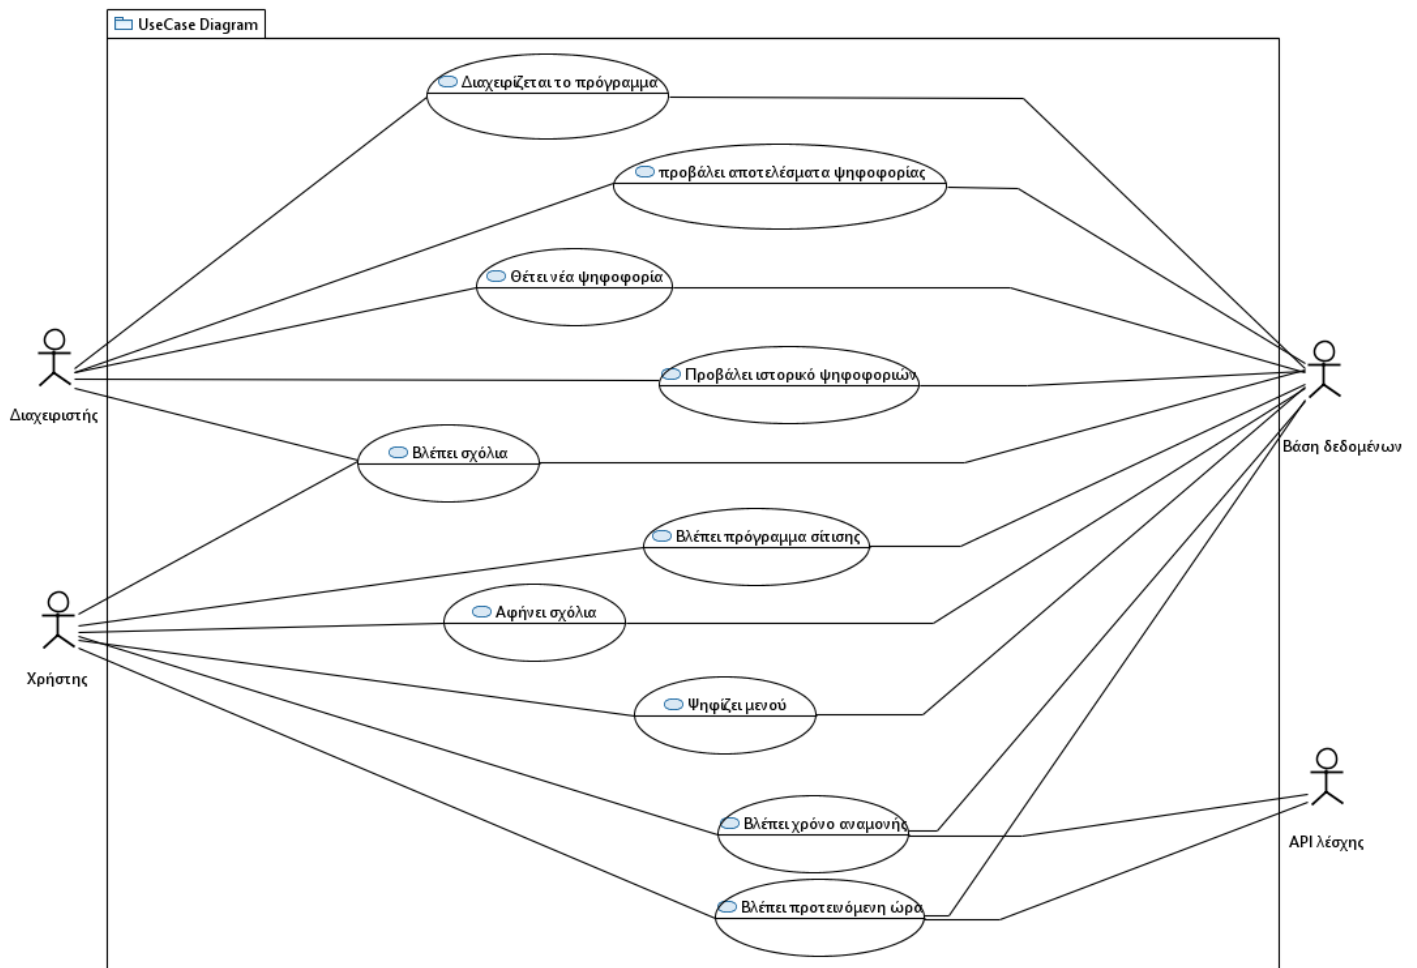 UseCase Diagram
Διαχειρίζεται το πρόγραμμα
προβάλει αποτελέσματα ψηφοφορίας
Θέτει νέα ψηφοφορία
Προβάλει ιστορικό ψηφοφοριών
Διαχειριστής
Βάση δεδομένων
Βλέπει σχόλια
Βλέπει πρόγραμμα σίτισης
Αφήνει σχόλια
Χρήστης
Ψηφίζει μενού
Βλέπει χρόνο αναμονής
API λέσχης
Βλέπει προτεινόμενη ώρα